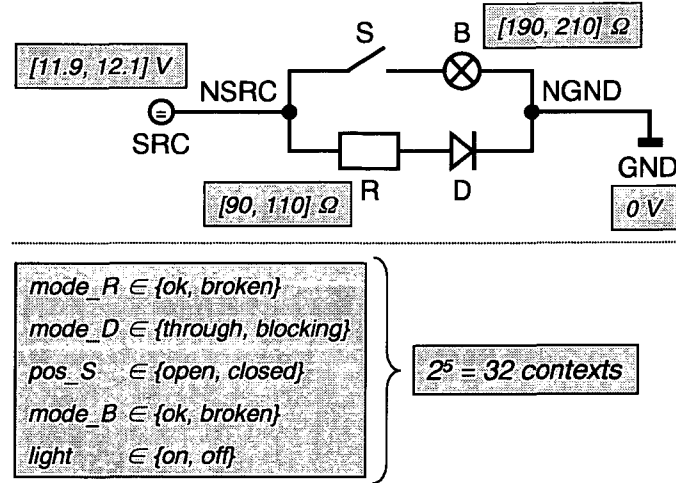 S
B
[190, 210] Ω
[11.9, 12.1] V
NSRC
NGND
=
SRC
GND
[90, 110] Ω
R
D
0 V
mode_R ∈ {ok, broken}
mode_D ∈ {through, blocking}
pos_S ∈ {open, closed}
mode_B ∈ {ok, broken}
light ∈ {on, off}
2⁵ = 32 contexts